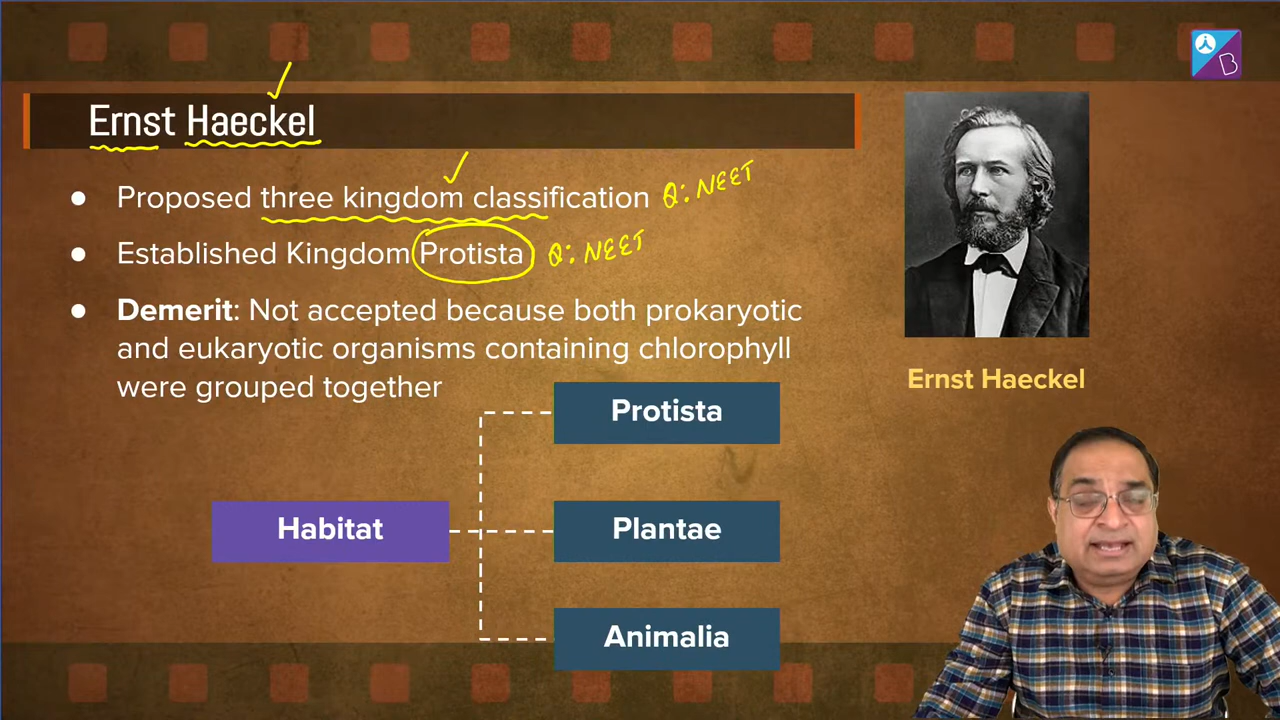 Ernst Haeckel
Proposed three kingdom classification Q: NEET
Established Kingdom Protista Q: NEET
Demerit: Not accepted because both prokaryotic
and eukaryotic organisms containing chlorophyll
were grouped together
Ernst Haeckel
Protista
Habitat
Plantae
Animalia
B